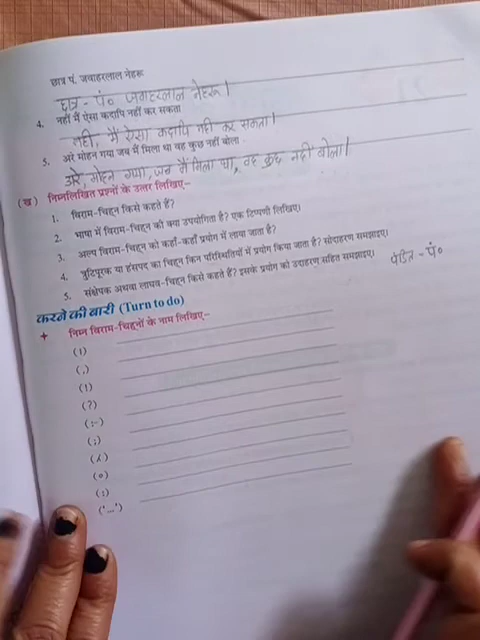 छात्र पं. जवाहरलाल नेहरू
छात्र - पं० जवाहरलाल नेहरू।
4. नहीं मैं ऐसा कदापि नहीं कर सकता
नहीं, मैं ऐसा कदापि नही कर सकता।
5. अरे मोहन गया जब मैं मिला था वह कुछ नहीं बोला
अरे, मोहन गया, जब मैं मिला था, वह कुछ नहीं बोला।
(ख) निम्नलिखित प्रश्नों के उत्तर लिखिए–
1. विराम-चिह्न किसे कहते हैं?
2. भाषा में विराम-चिह्न की क्या उपयोगिता है? एक टिप्पणी लिखिए।
3. अल्प विराम-चिह्न को कहाँ-कहाँ प्रयोग में लाया जाता है?
4. त्रुटिपूरक या हंसपद का चिह्न किन परिस्थितियों में प्रयोग किया जाता है? सोदाहरण समझाइए।
5. संक्षेपक अथवा लाघव-चिह्न किसे कहते हैं? इसके प्रयोग को उदाहरण सहित समझाइए।
पंडित - पं०
करने की बारी (Turn to do)
+ निम्न विराम-चिह्नों के नाम लिखिए–
(।)
(,)
(!)
(?)
(:-)
(;)
(०)
(:)
('...')